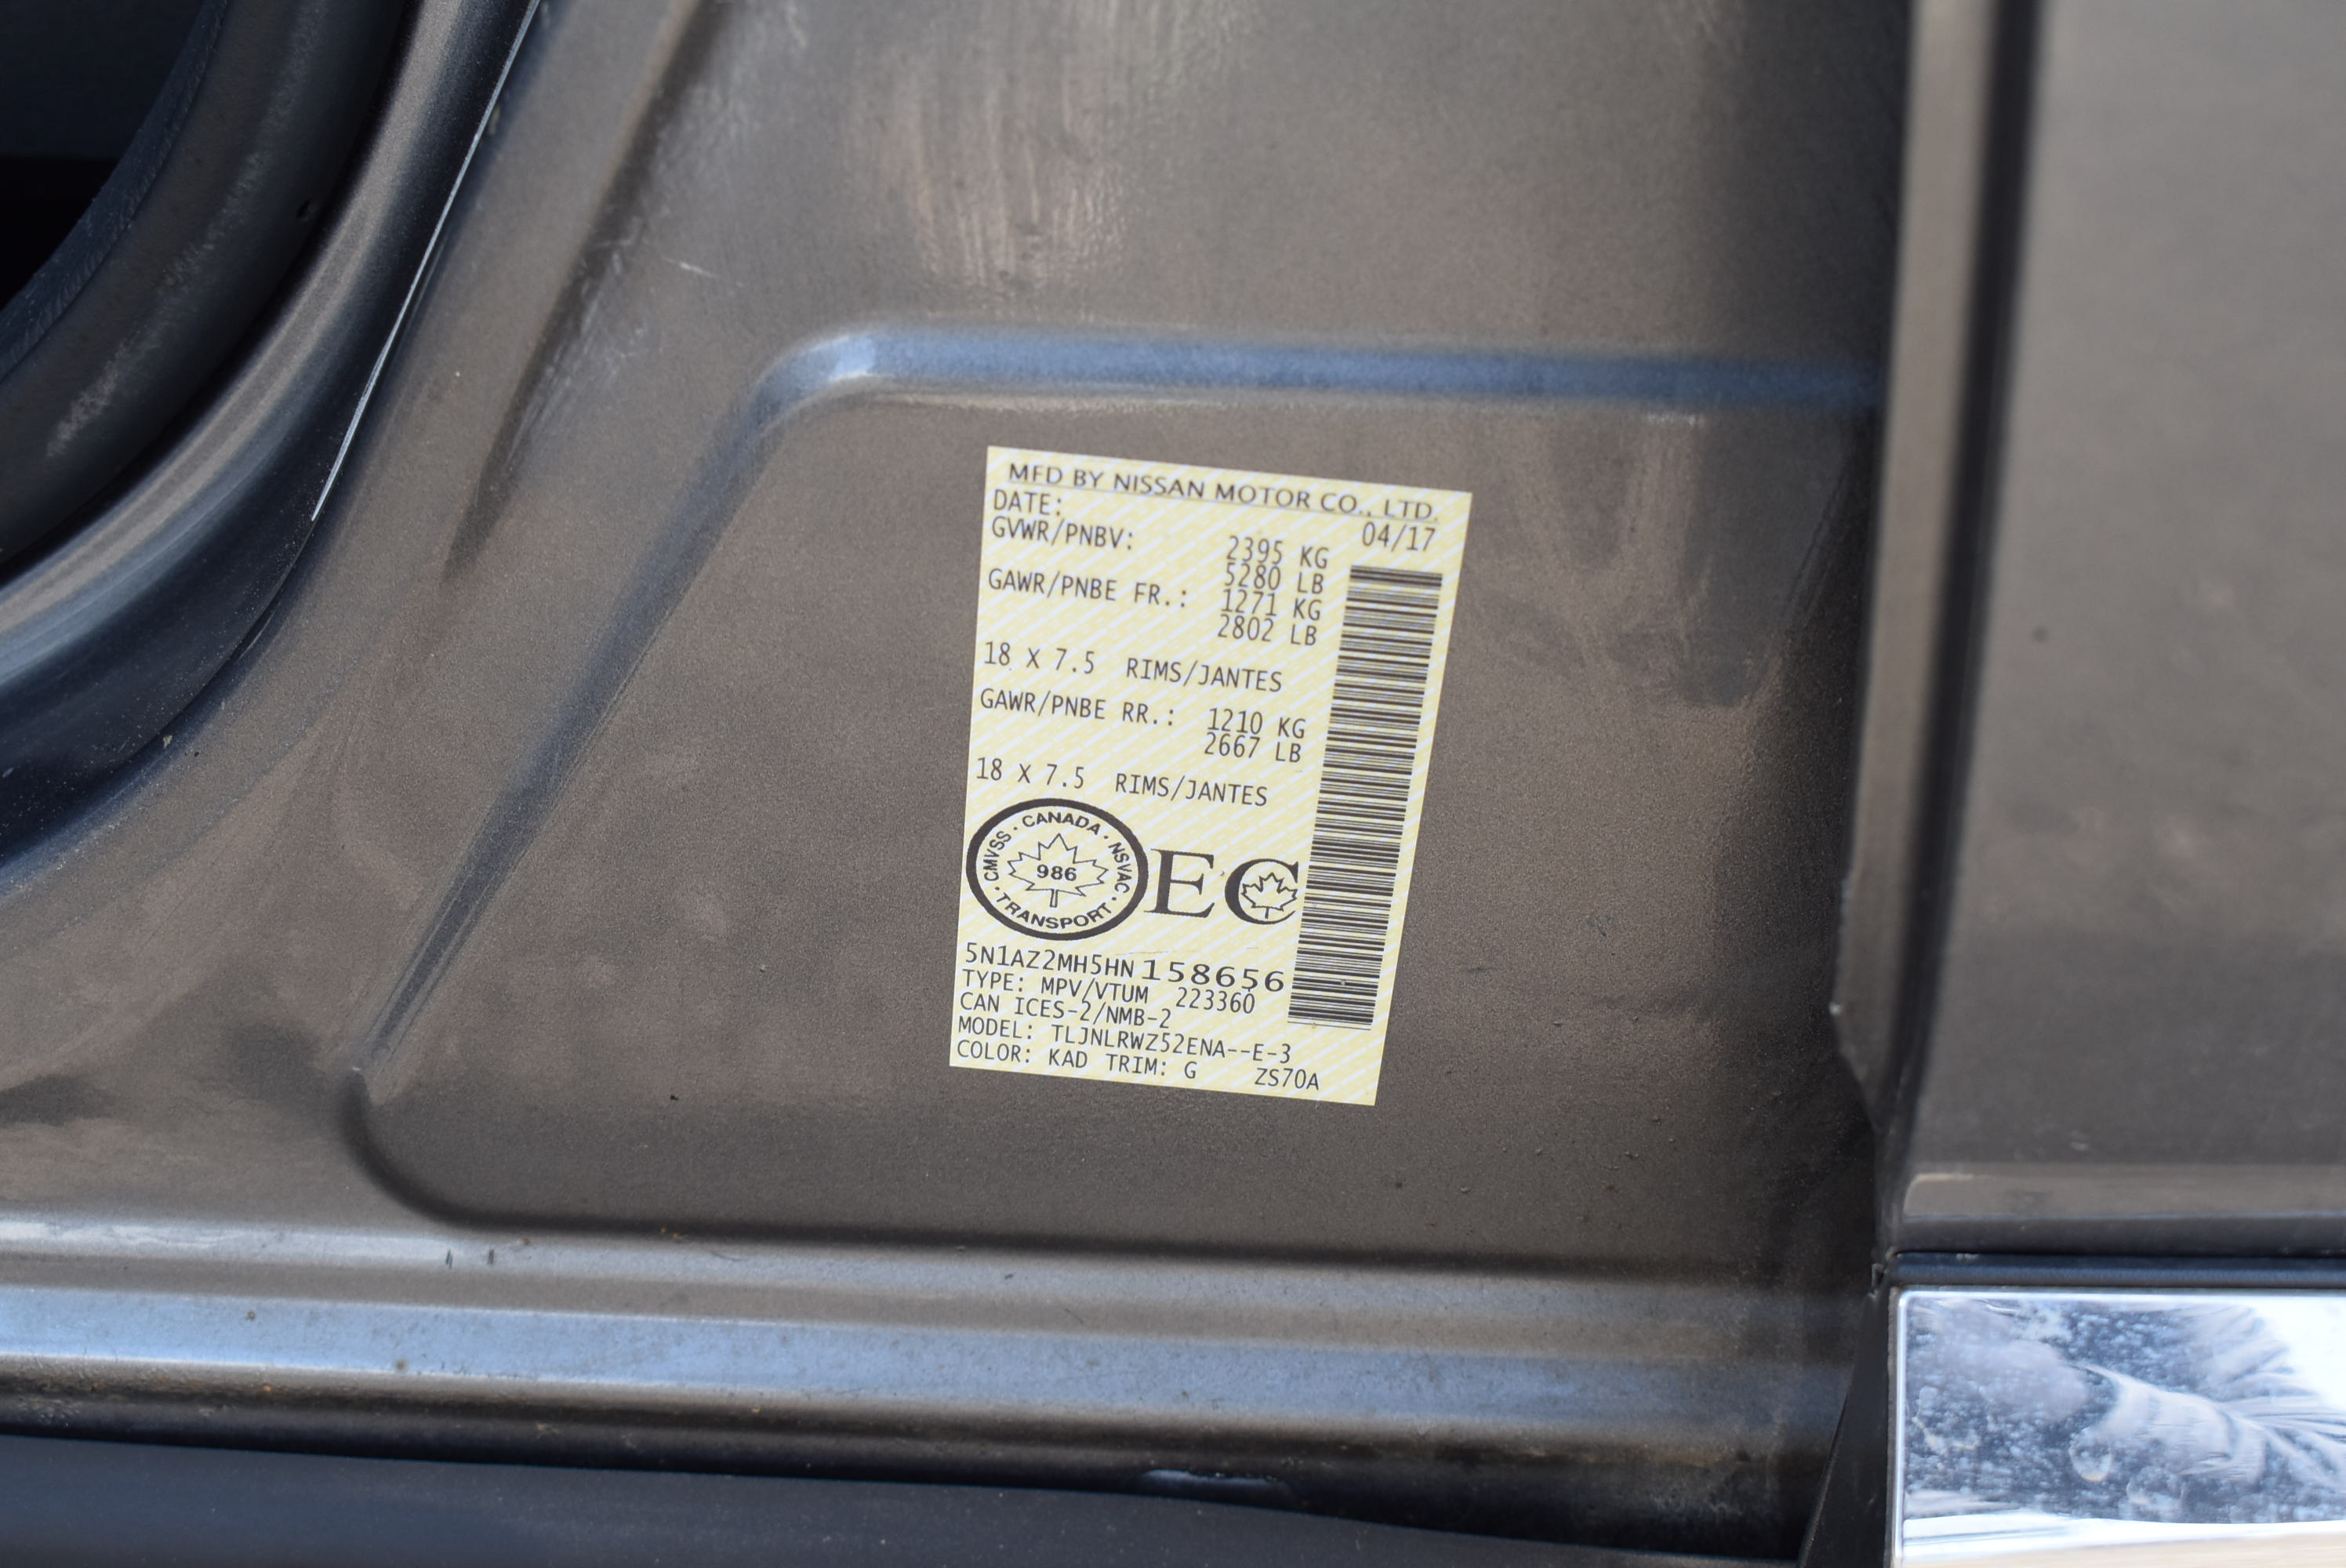 MFD BY NISSAN MOTOR CO., LTD.
DATE: 04/17
GVWR/PNBV: 2395 KG
5280 LB
GAWR/PNBE FR.: 1271 KG
2802 LB
18 X 7.5 RIMS/JANTES
GAWR/PNBE RR.: 1210 KG
2667 LB
18 X 7.5 RIMS/JANTES
CMVSS · CANADA · NSVAC · TRANSPORT ·
986
EC
5N1AZ2MH5HN158656
TYPE: MPV/VTUM 223360
CAN ICES-2/NMB-2
MODEL: TLJNLRWZ52ENA--E-3
COLOR: KAD TRIM: G ZS70A